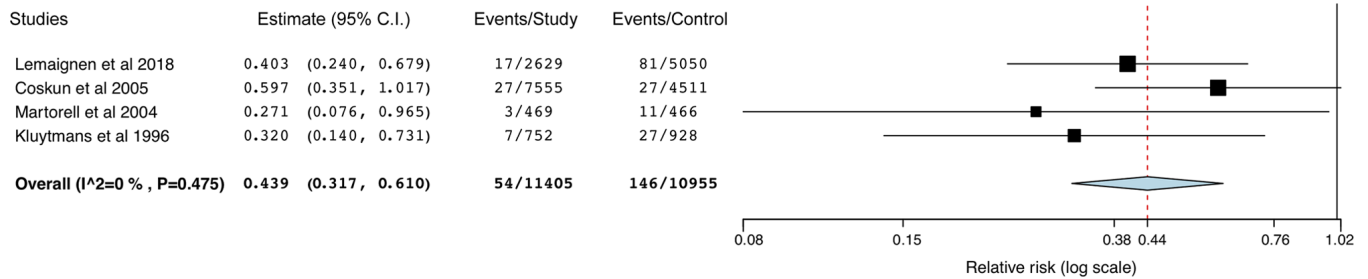 Studies Estimate (95% C.I.) Events/Study Events/Control
Lemaignen et al 2018 0.403 (0.240, 0.679) 17/2629 81/5050
Coskun et al 2005 0.597 (0.351, 1.017) 27/7555 27/4511
Martorell et al 2004 0.271 (0.076, 0.965) 3/469 11/466
Kluytmans et al 1996 0.320 (0.140, 0.731) 7/752 27/928
Overall (I^2=0 % , P=0.475) 0.439 (0.317, 0.610) 54/11405 146/10955
0.08 0.15 0.38 0.44 0.76 1.02
Relative risk (log scale)